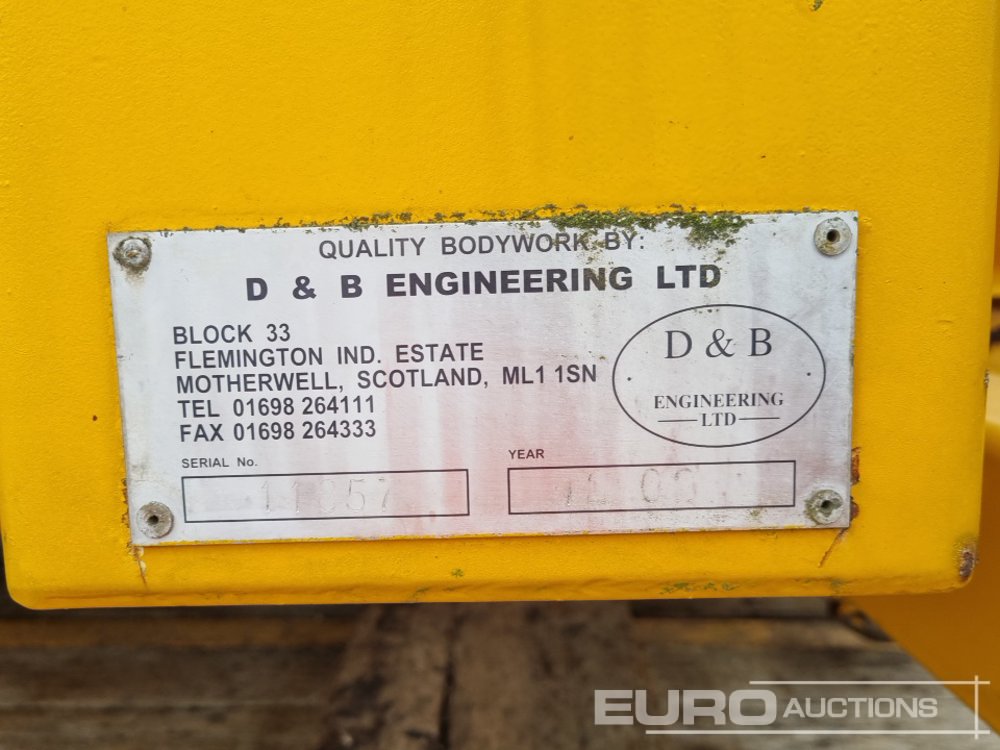 QUALITY BODYWORK BY:
D & B ENGINEERING LTD
BLOCK 33
FLEMINGTON IND. ESTATE
MOTHERWELL, SCOTLAND, ML1 1SN
TEL 01698 264111
FAX 01698 264333
D & B
ENGINEERING
LTD
SERIAL No.
YEAR
EURO AUCTIONS